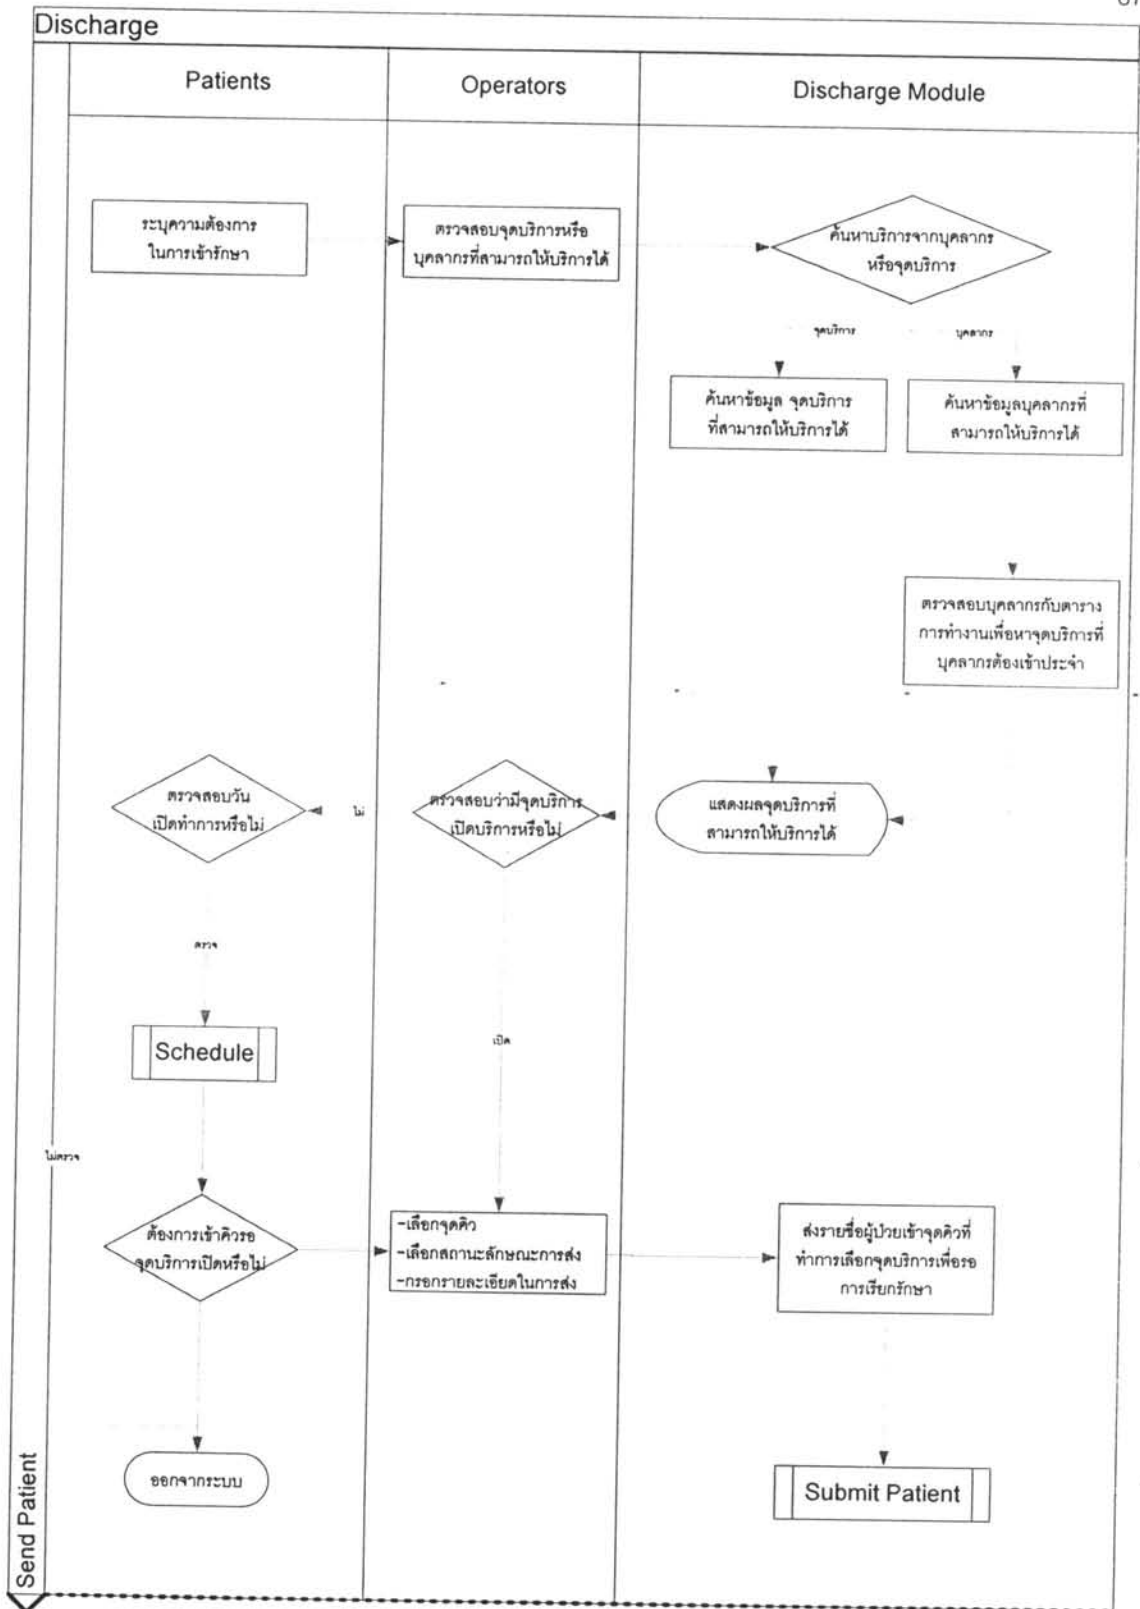 Discharge
Patients
Operators
Discharge Module
ระบุความต้องการ
ในการเข้ารักษา
ตรวจสอบจุดบริการหรือ
บุคลากรที่สามารถให้บริการได้
ค้นหาบริการจากบุคลากร
หรือจุดบริการ
จุดบริการ
บุคลากร
ค้นหาข้อมูล จุดบริการ
ที่สามารถให้บริการได้
ค้นหาข้อมูลบุคลากรที่
สามารถให้บริการได้
ตรวจสอบบุคลากรกับตาราง
การทำงานเพื่อหาจุดบริการที่
บุคลากรต้องเข้าประจำ
ตรวจสอบวัน
เปิดทำการหรือไม่
ไม่
ตรวจสอบว่ามีจุดบริการ
เปิดบริการหรือไม่
แสดงผลจุดบริการที่
สามารถให้บริการได้
ตรวจ
Schedule
เปิด
ไม่ตรวจ
ต้องการเข้าคิวรอ
จุดบริการเปิดหรือไม่
-เลือกจุดคิว
-เลือกสถานะลักษณะการส่ง
-กรอกรายละเอียดในการส่ง
ส่งรายชื่อผู้ป่วยเข้าจุดคิวที่
ทำการเลือกจุดบริการเพื่อรอ
การเรียกรักษา
ออกจากระบบ
Submit Patient
Send Patient